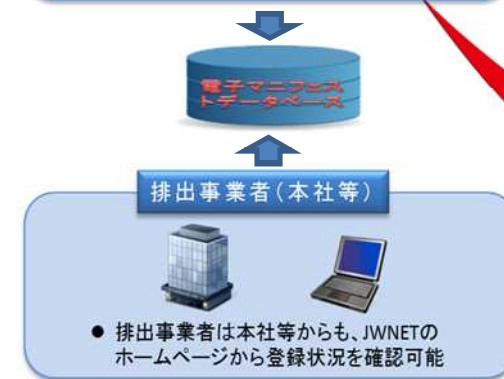 電子マニフェス
トデータベース
排出事業者(本社等)
● 排出事業者は本社等からも、JWNETの
ホームページから登録状況を確認可能